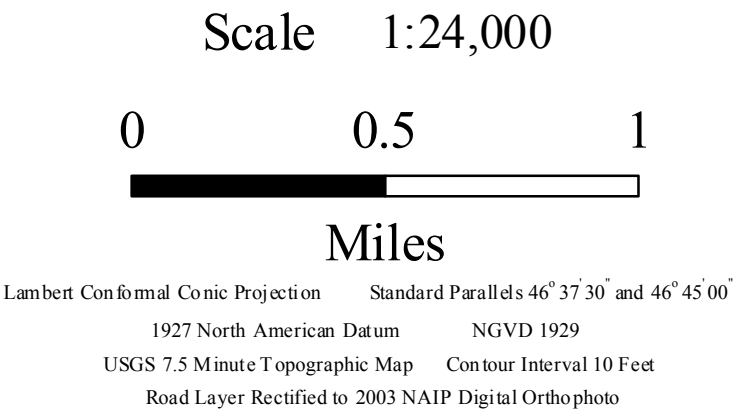 Scale 1:24,000
0 0.5 1
Miles
Lambert Conformal Conic Projection Standard Parallels 46° 37' 30" and 46° 45' 00"
1927 North American Datum NGVD 1929
USGS 7.5 Minute Topographic Map Contour Interval 10 Feet
Road Layer Rectified to 2003 NAIP Digital Orthophoto